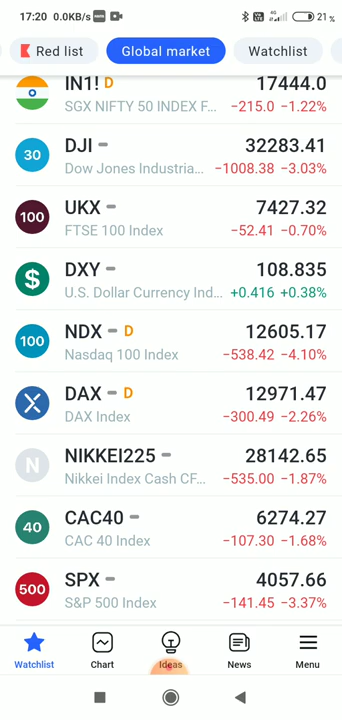 17:20 0.0KB/s 4G 21%
Red list Global market Watchlist
IN1! D 17444.0
SGX NIFTY 50 INDEX F... −215.0 −1.22%
30 DJI 32283.41
Dow Jones Industria... −1008.38 −3.03%
100 UKX 7427.32
FTSE 100 Index −52.41 −0.70%
$ DXY 108.835
U.S. Dollar Currency Ind... +0.416 +0.38%
100 NDX D 12605.17
Nasdaq 100 Index −538.42 −4.10%
DAX D 12971.47
DAX Index −300.49 −2.26%
N NIKKEI225 28142.65
Nikkei Index Cash CF... −535.00 −1.87%
40 CAC40 6274.27
CAC 40 Index −107.30 −1.68%
500 SPX 4057.66
S&P 500 Index −141.45 −3.37%
Watchlist Chart Ideas News Menu